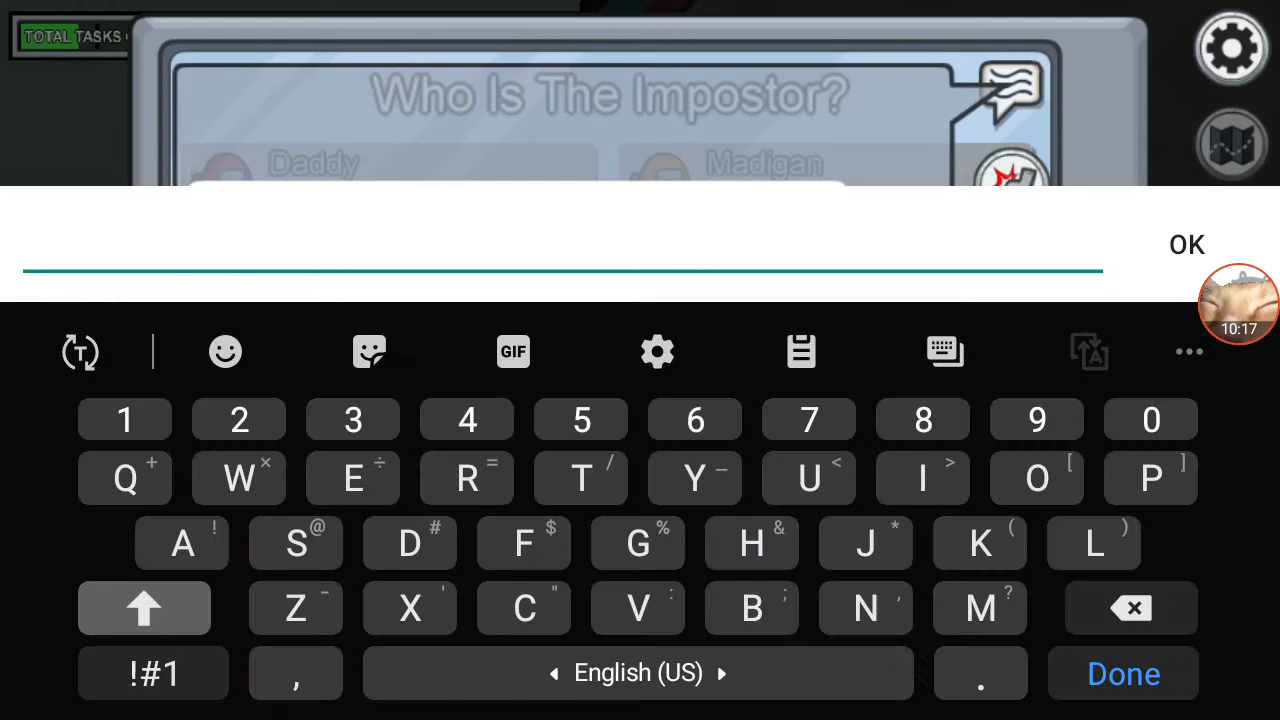 TOTAL TASKS
Who Is The Impostor?
Daddy Madigan
OK
10:17
T GIF A
1 2 3 4 5 6 7 8 9 0
Q + W × E ÷ R = T / Y _ U < I > O [ P ]
A ! S @ D # F $ G % H & J * K ( L )
Z - X ' C " V : B ; N , M ?
!#1 , English (US) . Done